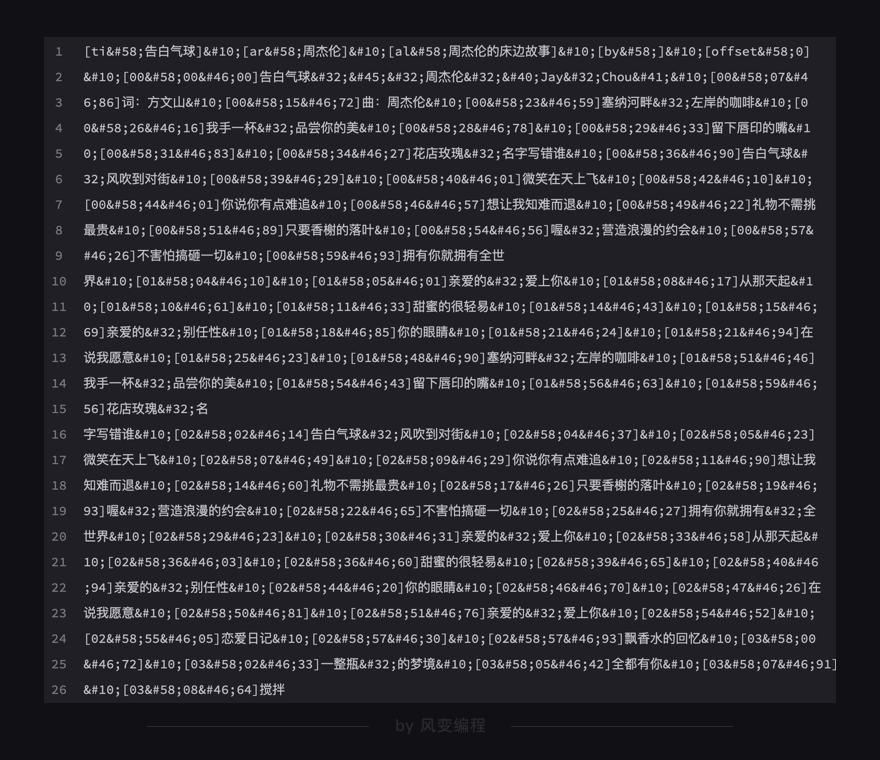 1 [ti&#58;告白气球]&#10;[ar&#58;周杰伦]&#10;[al&#58;周杰伦的床边故事]&#10;[by&#58;]&#10;[offset&#58;0]
2 &#10;[00&#58;00&#46;00]告白气球&#32;&#45;&#32;周杰伦&#32;&#40;Jay&#32;Chou&#41;&#10;[00&#58;07&#4
3 6;86]词：方文山&#10;[00&#58;15&#46;72]曲：周杰伦&#10;[00&#58;23&#46;59]塞纳河畔&#32;左岸的咖啡&#10;[0
4 0&#58;26&#46;16]我手一杯&#32;品尝你的美&#10;[00&#58;28&#46;78]&#10;[00&#58;29&#46;33]留下唇印的嘴&#1
5 0;[00&#58;31&#46;83]&#10;[00&#58;34&#46;27]花店玫瑰&#32;名字写错谁&#10;[00&#58;36&#46;90]告白气球&#
6 32;风吹到对街&#10;[00&#58;39&#46;29]&#10;[00&#58;40&#46;01]微笑在天上飞&#10;[00&#58;42&#46;10]&#10;
7 [00&#58;44&#46;01]你说你有点难追&#10;[00&#58;46&#46;57]想让我知难而退&#10;[00&#58;49&#46;22]礼物不需挑
8 最贵&#10;[00&#58;51&#46;89]只要香榭的落叶&#10;[00&#58;54&#46;56]喔&#32;营造浪漫的约会&#10;[00&#58;57&
9 #46;26]不害怕搞砸一切&#10;[00&#58;59&#46;93]拥有你就拥有全世
10 界&#10;[01&#58;04&#46;10]&#10;[01&#58;05&#46;01]亲爱的&#32;爱上你&#10;[01&#58;08&#46;17]从那天起&#1
11 0;[01&#58;10&#46;61]&#10;[01&#58;11&#46;33]甜蜜的很轻易&#10;[01&#58;14&#46;43]&#10;[01&#58;15&#46;
12 69]亲爱的&#32;别任性&#10;[01&#58;18&#46;85]你的眼睛&#10;[01&#58;21&#46;24]&#10;[01&#58;21&#46;94]在
13 说我愿意&#10;[01&#58;25&#46;23]&#10;[01&#58;48&#46;90]塞纳河畔&#32;左岸的咖啡&#10;[01&#58;51&#46;46]
14 我手一杯&#32;品尝你的美&#10;[01&#58;54&#46;43]留下唇印的嘴&#10;[01&#58;56&#46;63]&#10;[01&#58;59&#46;
15 56]花店玫瑰&#32;名
16 字写错谁&#10;[02&#58;02&#46;14]告白气球&#32;风吹到对街&#10;[02&#58;04&#46;37]&#10;[02&#58;05&#46;23]
17 微笑在天上飞&#10;[02&#58;07&#46;49]&#10;[02&#58;09&#46;29]你说你有点难追&#10;[02&#58;11&#46;90]想让我
18 知难而退&#10;[02&#58;14&#46;60]礼物不需挑最贵&#10;[02&#58;17&#46;26]只要香榭的落叶&#10;[02&#58;19&#46;
19 93]喔&#32;营造浪漫的约会&#10;[02&#58;22&#46;65]不害怕搞砸一切&#10;[02&#58;25&#46;27]拥有你就拥有&#32;全
20 世界&#10;[02&#58;29&#46;23]&#10;[02&#58;30&#46;31]亲爱的&#32;爱上你&#10;[02&#58;33&#46;58]从那天起&#
21 10;[02&#58;36&#46;03]&#10;[02&#58;36&#46;60]甜蜜的很轻易&#10;[02&#58;39&#46;65]&#10;[02&#58;40&#46
22 ;94]亲爱的&#32;别任性&#10;[02&#58;44&#46;20]你的眼睛&#10;[02&#58;46&#46;70]&#10;[02&#58;47&#46;26]在
23 说我愿意&#10;[02&#58;50&#46;81]&#10;[02&#58;51&#46;76]亲爱的&#32;爱上你&#10;[02&#58;54&#46;52]&#10;
24 [02&#58;55&#46;05]恋爱日记&#10;[02&#58;57&#46;30]&#10;[02&#58;57&#46;93]飘香水的回忆&#10;[03&#58;00
25 &#46;72]&#10;[03&#58;02&#46;33]一整瓶&#32;的梦境&#10;[03&#58;05&#46;42]全都有你&#10;[03&#58;07&#46;91]
26 &#10;[03&#58;08&#46;64]搅拌
by 风变编程